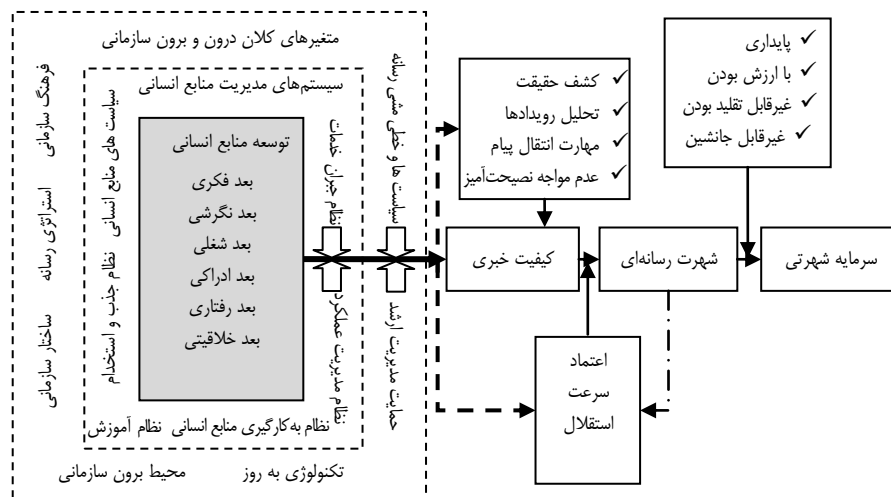 متغیرهای کلان درون و برون سازمانی
سیستم‌های مدیریت منابع انسانی
توسعه منابع انسانی
بعد فکری
بعد نگرشی
بعد شغلی
بعد ادراکی
بعد رفتاری
بعد خلاقیتی
فرهنگ سازمانی
استراتژی رسانه
ساختار سازمانی
سیاست های منابع انسانی
نظام جذب و استخدام
نظام جبران خدمات
نظام مدیریت عملکرد
سیاست ها و خطی مشی رسانه
حمایت مدیریت ارشد
نظام به‌کارگیری منابع انسانی
نظام آموزش
تکنولوژی به روز
محیط برون سازمانی
✓ کشف حقیقت
✓ تحلیل رویدادها
✓ مهارت انتقال پیام
✓ عدم مواجه نصیحت‌آمیز
✓ پایداری
✓ با ارزش بودن
✓ غیرقابل تقلید بودن
✓ غیرقابل جانشین
کیفیت خبری
شهرت رسانه‌ای
سرمایه شهرتی
اعتماد
سرعت
استقلال